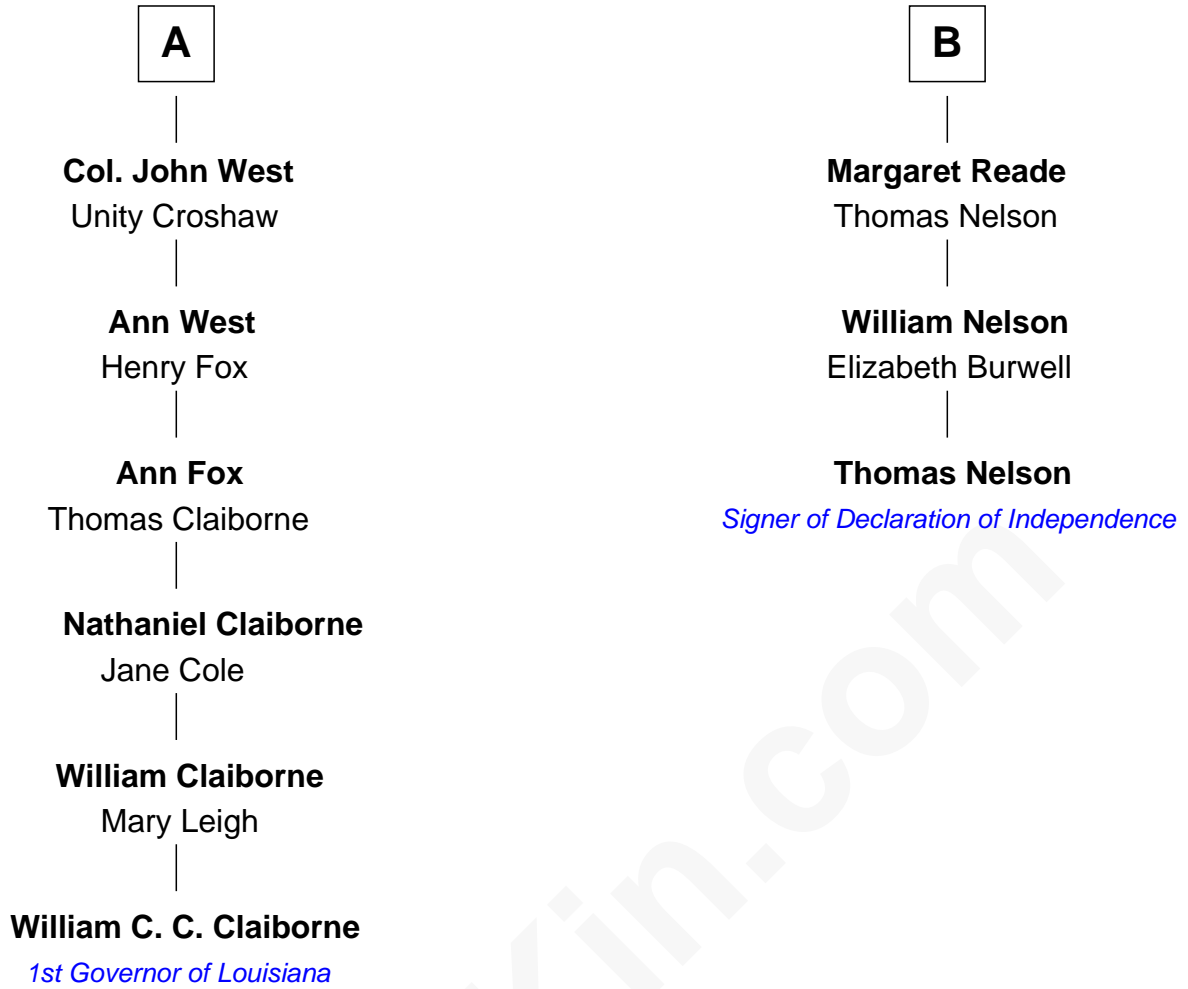 A
Col. John West
Unity Croshaw
Ann West
Henry Fox
Ann Fox
Thomas Claiborne
Nathaniel Claiborne
Jane Cole
William Claiborne
Mary Leigh
William C. C. Claiborne
1st Governor of Louisiana
B
Margaret Reade
Thomas Nelson
William Nelson
Elizabeth Burwell
Thomas Nelson
Signer of Declaration of Independence
Kin.com